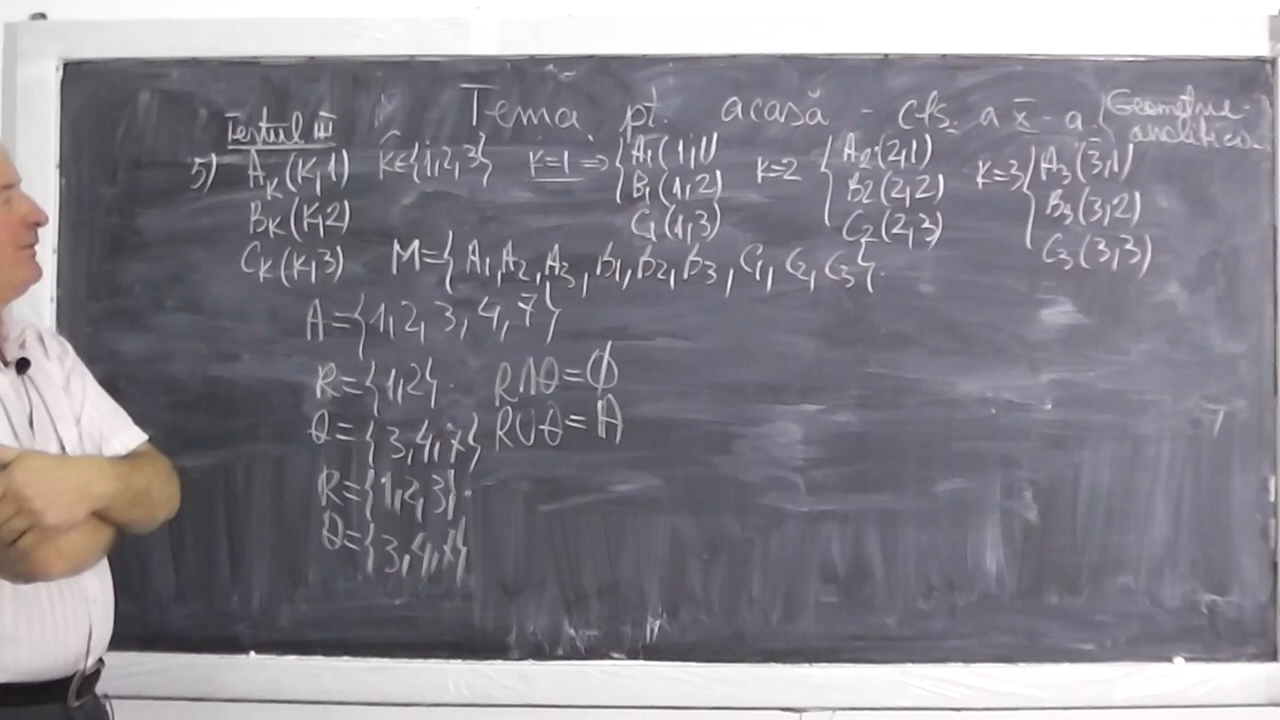 Tema pt. acasă - cls. a X-a. Geometrie analitică.
Testul III
5) A_K(K,1) K∈{1,2,3} K=1 ⇒ { A₁(1,1) K=2 { A₂(2,1) K=3 { A₃(3,1)
B_K(K,2) B₁(1,2) B₂(2,2) B₃(3,2)
C_K(K,3) C₁(1,3) C₂(2,3) C₃(3,3)
M={A₁,A₂,A₃,B₁,B₂,B₃,C₁,C₂,C₃}.
A={1,2,3,4,7}
R={1,2}. R∩Q=∅
Q={3,4,7} R∪Q=A
R={1,2,3}.
Q={3,4,7}